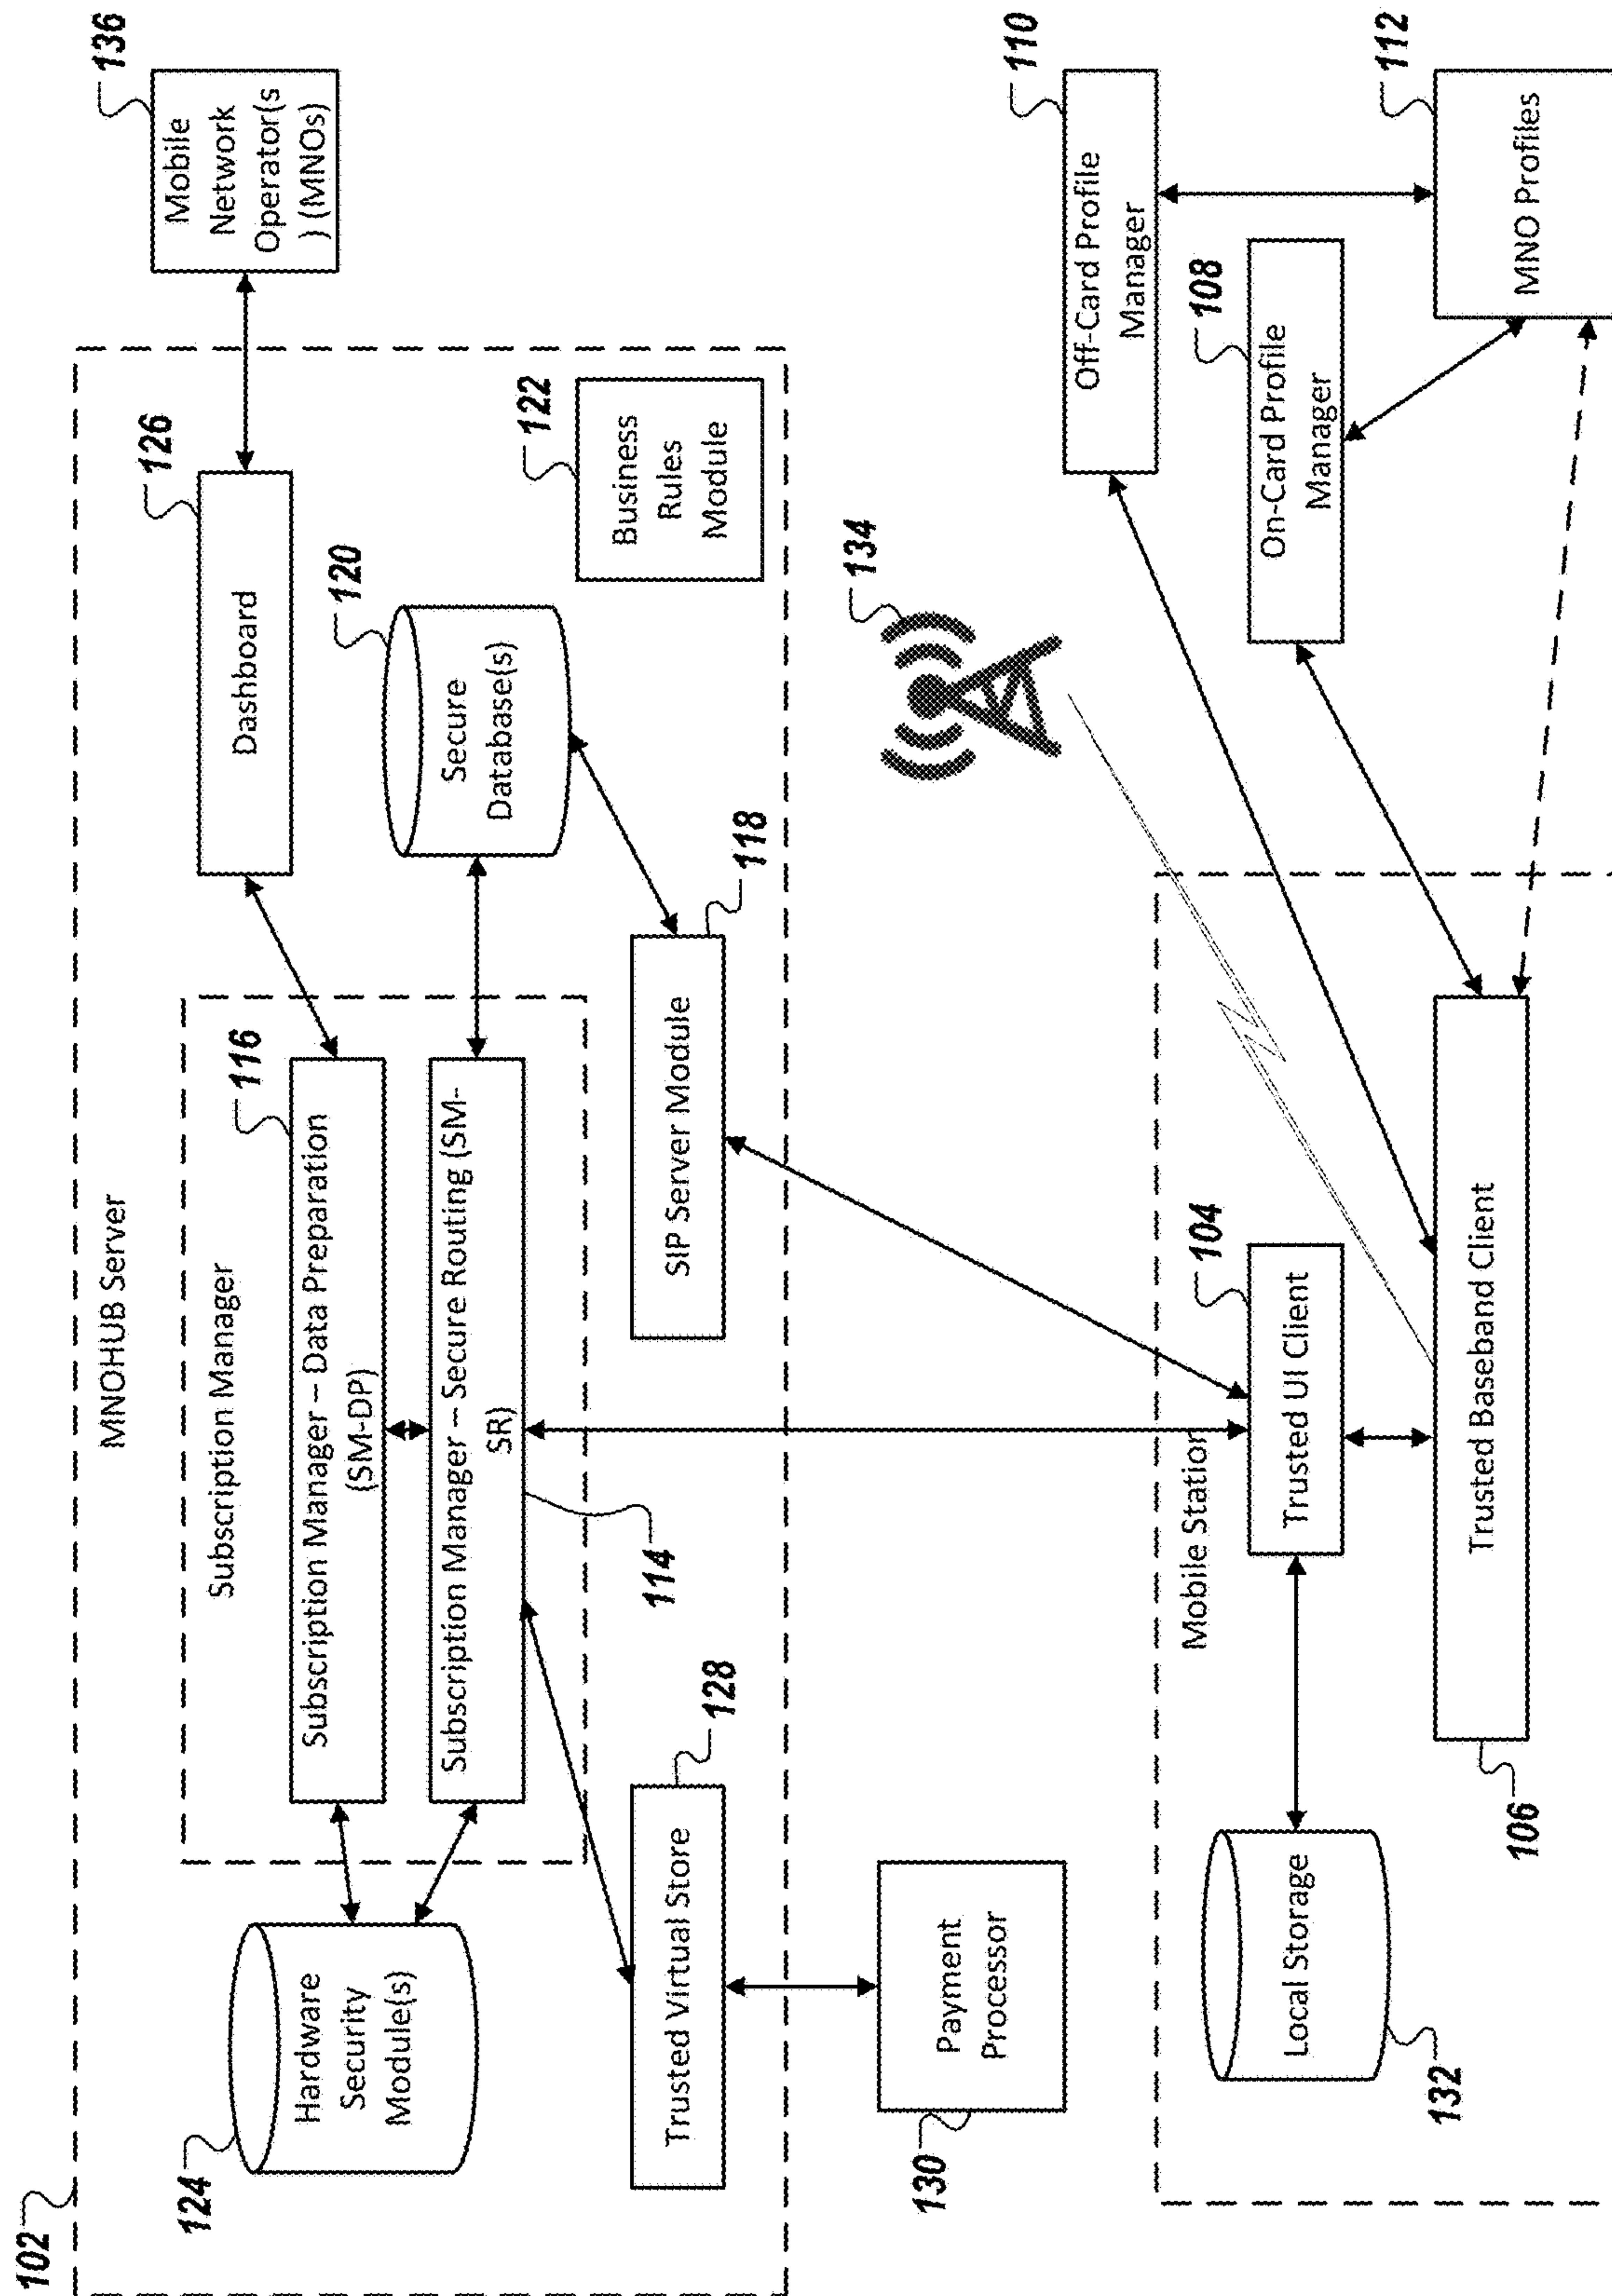 102
MNOHUB Server
136
Mobile
Network
Operator(s
) (MNOs)
126
Dashboard
Subscription Manager
116
Subscription Manager – Data Preparation
(SM-DP)
Subscription Manager – Secure Routing (SM-
SR)
114
124
Hardware
Security
Module(s)
120
Secure
Database(s)
122
Business
Rules
Module
128
Trusted Virtual Store
118
SIP Server Module
130
Payment
Processor
134
110
Off-Card Profile
Manager
108
On-Card Profile
Manager
112
MNO Profiles
Mobile Station
104
Trusted UI Client
132
Local Storage
106
Trusted Baseband Client